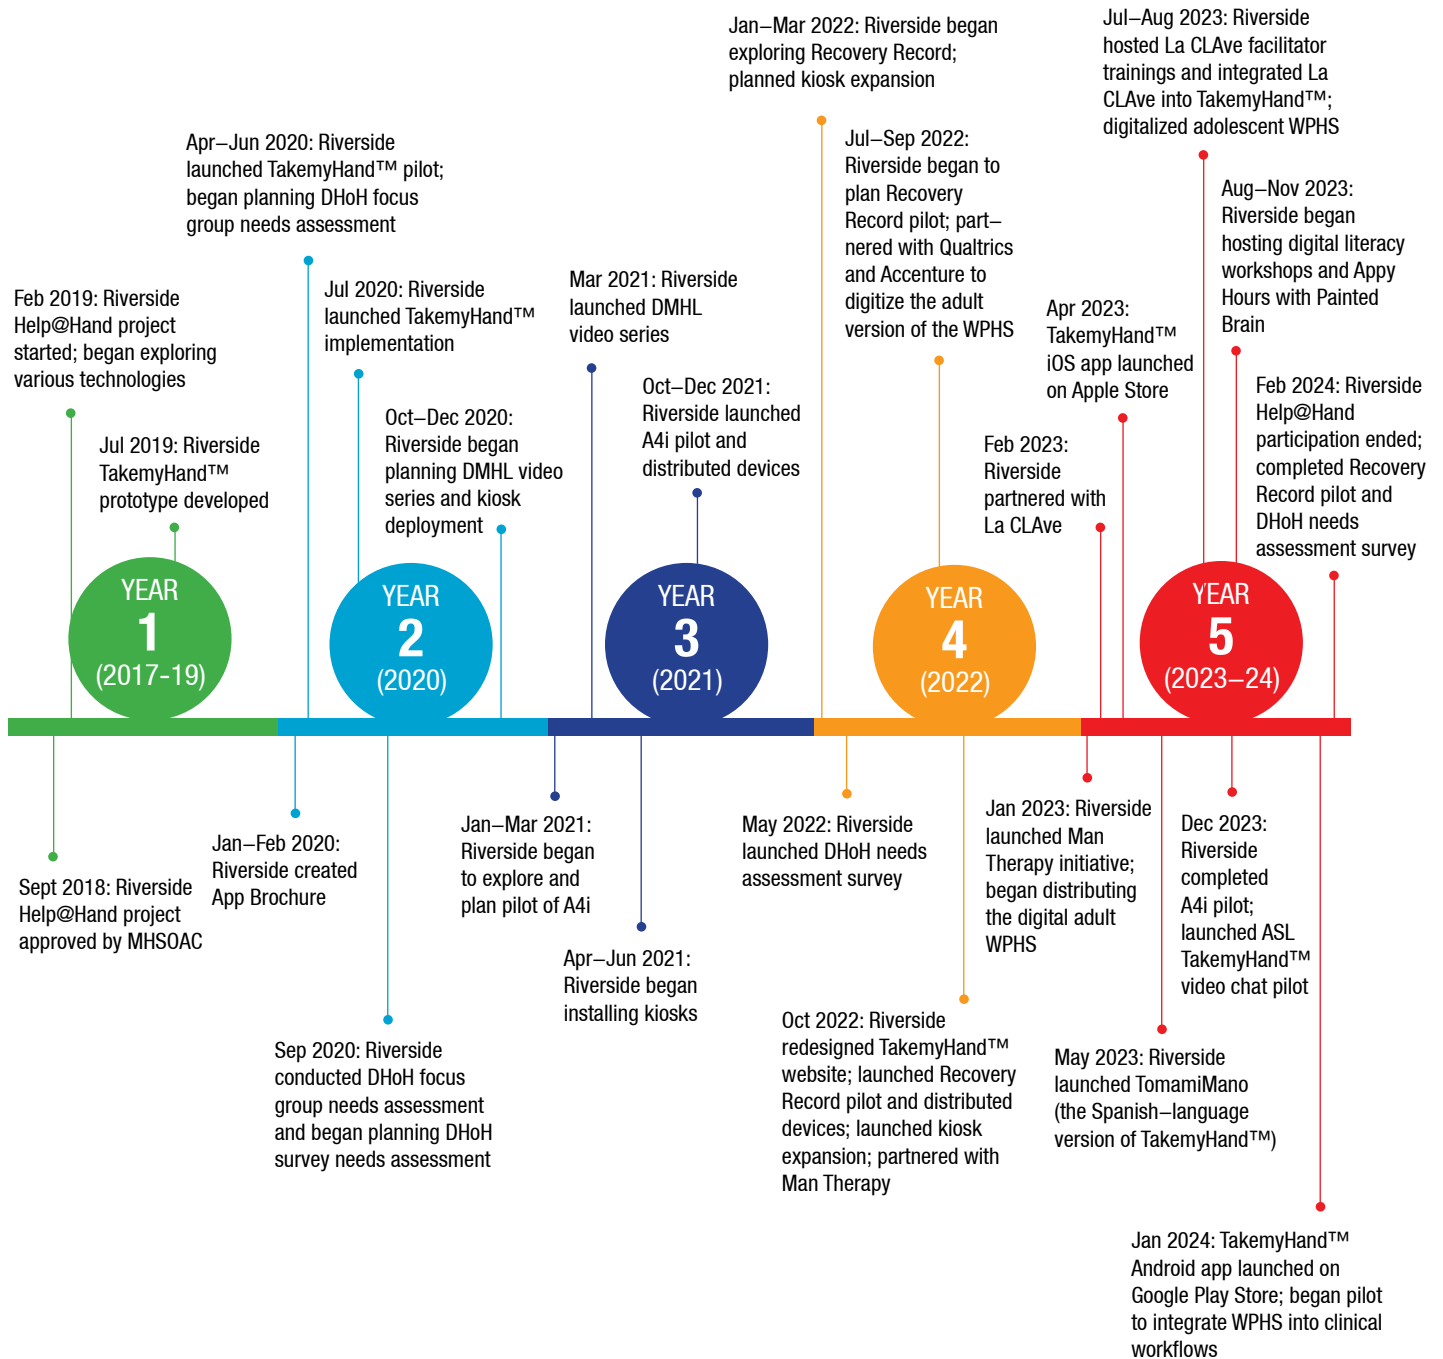 Feb 2019: Riverside
Help@Hand project
started; began exploring
various technologies
Jul 2019: Riverside
TakemyHand™
prototype developed
Apr–Jun 2020: Riverside
launched TakemyHand™ pilot;
began planning DHoH focus
group needs assessment
Jul 2020: Riverside
launched TakemyHand™
implementation
Oct–Dec 2020:
Riverside began
planning DMHL video
series and kiosk
deployment
Mar 2021: Riverside
launched DMHL
video series
Oct–Dec 2021:
Riverside launched
A4i pilot and
distributed devices
Jan–Mar 2022: Riverside began
exploring Recovery Record;
planned kiosk expansion
Jul–Sep 2022:
Riverside began to
plan Recovery
Record pilot; part–
nered with Qualtrics
and Accenture to
digitize the adult
version of the WPHS
Feb 2023:
Riverside
partnered with
La CLAve
Apr 2023:
TakemyHand™
iOS app launched
on Apple Store
Jul–Aug 2023: Riverside
hosted La CLAve facilitator
trainings and integrated La
CLAve into TakemyHand™;
digitalized adolescent WPHS
Aug–Nov 2023:
Riverside began
hosting digital literacy
workshops and Appy
Hours with Painted
Brain
Feb 2024: Riverside
Help@Hand
participation ended;
completed Recovery
Record pilot and
DHoH needs
assessment survey
YEAR
1
(2017-19)
YEAR
2
(2020)
YEAR
3
(2021)
YEAR
4
(2022)
YEAR
5
(2023–24)
Sept 2018: Riverside
Help@Hand project
approved by MHSOAC
Jan–Feb 2020:
Riverside created
App Brochure
Sep 2020: Riverside
conducted DHoH focus
group needs assessment
and began planning DHoH
survey needs assessment
Jan–Mar 2021:
Riverside began
to explore and
plan pilot of A4i
Apr–Jun 2021:
Riverside began
installing kiosks
May 2022: Riverside
launched DHoH needs
assessment survey
Oct 2022: Riverside
redesigned TakemyHand™
website; launched Recovery
Record pilot and distributed
devices; launched kiosk
expansion; partnered with
Man Therapy
Jan 2023: Riverside
launched Man
Therapy initiative;
began distributing
the digital adult
WPHS
May 2023: Riverside
launched TomamiMano
(the Spanish–language
version of TakemyHand™)
Dec 2023:
Riverside
completed
A4i pilot;
launched ASL
TakemyHand™
video chat pilot
Jan 2024: TakemyHand™
Android app launched on
Google Play Store; began pilot
to integrate WPHS into clinical
workflows